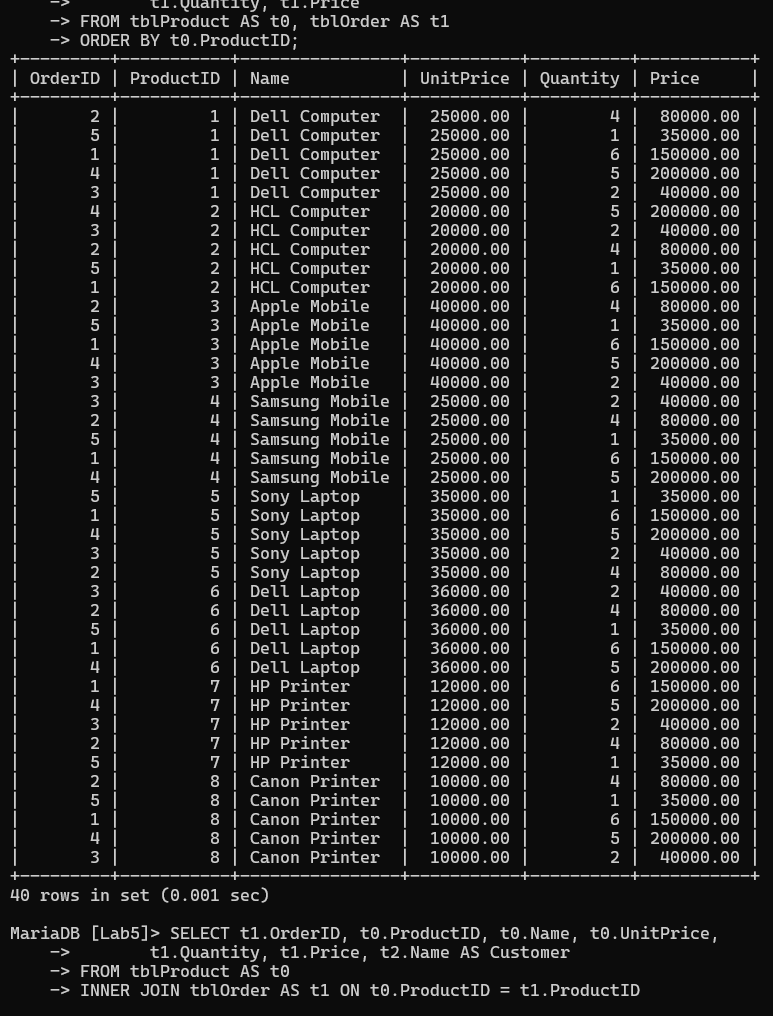 ->        t1.Quantity, t1.Price
    -> FROM tblProduct AS t0, tblOrder AS t1
    -> ORDER BY t0.ProductID;
+---------+-----------+----------------+-----------+----------+-----------+
| OrderID | ProductID | Name           | UnitPrice | Quantity | Price     |
+---------+-----------+----------------+-----------+----------+-----------+
|       2 |         1 | Dell Computer  |  25000.00 |        4 |  80000.00 |
|       5 |         1 | Dell Computer  |  25000.00 |        1 |  35000.00 |
|       1 |         1 | Dell Computer  |  25000.00 |        6 | 150000.00 |
|       4 |         1 | Dell Computer  |  25000.00 |        5 | 200000.00 |
|       3 |         1 | Dell Computer  |  25000.00 |        2 |  40000.00 |
|       4 |         2 | HCL Computer   |  20000.00 |        5 | 200000.00 |
|       3 |         2 | HCL Computer   |  20000.00 |        2 |  40000.00 |
|       2 |         2 | HCL Computer   |  20000.00 |        4 |  80000.00 |
|       5 |         2 | HCL Computer   |  20000.00 |        1 |  35000.00 |
|       1 |         2 | HCL Computer   |  20000.00 |        6 | 150000.00 |
|       2 |         3 | Apple Mobile   |  40000.00 |        4 |  80000.00 |
|       5 |         3 | Apple Mobile   |  40000.00 |        1 |  35000.00 |
|       1 |         3 | Apple Mobile   |  40000.00 |        6 | 150000.00 |
|       4 |         3 | Apple Mobile   |  40000.00 |        5 | 200000.00 |
|       3 |         3 | Apple Mobile   |  40000.00 |        2 |  40000.00 |
|       3 |         4 | Samsung Mobile |  25000.00 |        2 |  40000.00 |
|       2 |         4 | Samsung Mobile |  25000.00 |        4 |  80000.00 |
|       5 |         4 | Samsung Mobile |  25000.00 |        1 |  35000.00 |
|       1 |         4 | Samsung Mobile |  25000.00 |        6 | 150000.00 |
|       4 |         4 | Samsung Mobile |  25000.00 |        5 | 200000.00 |
|       5 |         5 | Sony Laptop    |  35000.00 |        1 |  35000.00 |
|       1 |         5 | Sony Laptop    |  35000.00 |        6 | 150000.00 |
|       4 |         5 | Sony Laptop    |  35000.00 |        5 | 200000.00 |
|       3 |         5 | Sony Laptop    |  35000.00 |        2 |  40000.00 |
|       2 |         5 | Sony Laptop    |  35000.00 |        4 |  80000.00 |
|       3 |         6 | Dell Laptop    |  36000.00 |        2 |  40000.00 |
|       2 |         6 | Dell Laptop    |  36000.00 |        4 |  80000.00 |
|       5 |         6 | Dell Laptop    |  36000.00 |        1 |  35000.00 |
|       1 |         6 | Dell Laptop    |  36000.00 |        6 | 150000.00 |
|       4 |         6 | Dell Laptop    |  36000.00 |        5 | 200000.00 |
|       1 |         7 | HP Printer     |  12000.00 |        6 | 150000.00 |
|       4 |         7 | HP Printer     |  12000.00 |        5 | 200000.00 |
|       3 |         7 | HP Printer     |  12000.00 |        2 |  40000.00 |
|       2 |         7 | HP Printer     |  12000.00 |        4 |  80000.00 |
|       5 |         7 | HP Printer     |  12000.00 |        1 |  35000.00 |
|       2 |         8 | Canon Printer  |  10000.00 |        4 |  80000.00 |
|       5 |         8 | Canon Printer  |  10000.00 |        1 |  35000.00 |
|       1 |         8 | Canon Printer  |  10000.00 |        6 | 150000.00 |
|       4 |         8 | Canon Printer  |  10000.00 |        5 | 200000.00 |
|       3 |         8 | Canon Printer  |  10000.00 |        2 |  40000.00 |
+---------+-----------+----------------+-----------+----------+-----------+
40 rows in set (0.001 sec)

MariaDB [Lab5]> SELECT t1.OrderID, t0.ProductID, t0.Name, t0.UnitPrice,
    ->        t1.Quantity, t1.Price, t2.Name AS Customer
    -> FROM tblProduct AS t0
    -> INNER JOIN tblOrder AS t1 ON t0.ProductID = t1.ProductID